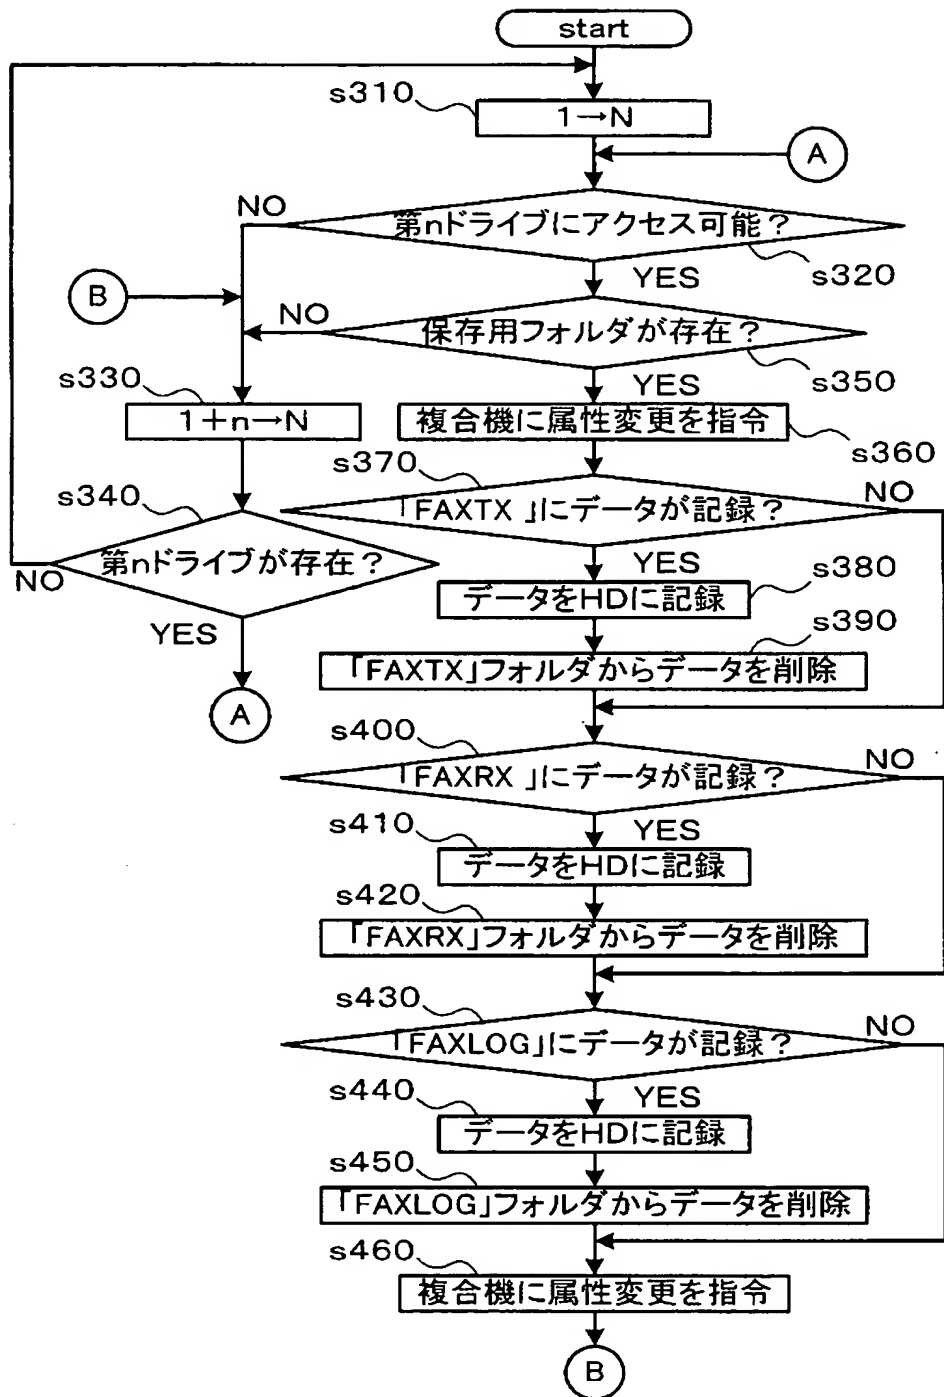 start
s310
1→N
A
NO
第nドライブにアクセス可能?
s320
YES
B
NO
保存用フォルダが存在?
s350
YES
s330
1+n→N
複合機に属性変更を指令
s360
s370
「FAXTX 」にデータが記録?
NO
s340
第nドライブが存在?
NO
YES
A
YES
s380
データをHDに記録
s390
「FAXTX」フォルダからデータを削除
s400
「FAXRX 」にデータが記録?
NO
YES
s410
データをHDに記録
s420
「FAXRX」フォルダからデータを削除
s430
「FAXLOG」にデータが記録?
NO
YES
s440
データをHDに記録
s450
「FAXLOG」フォルダからデータを削除
s460
複合機に属性変更を指令
B